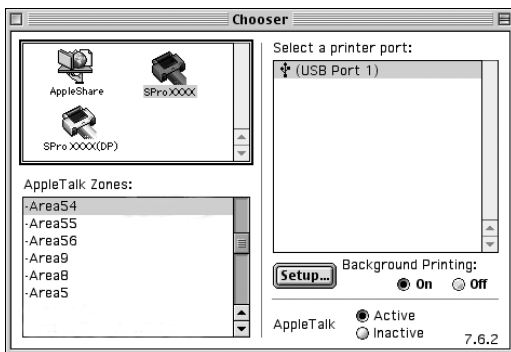 Chooser
AppleShare
SPro XXXX
SPro XXXX(DP)
AppleTalk Zones:
-Area54
-Area55
-Area56
-Area9
-Area8
-Area5
Select a printer port:
(USB Port 1)
Setup...
Background Printing:
On Off
AppleTalk
Active
Inactive
7.6.2